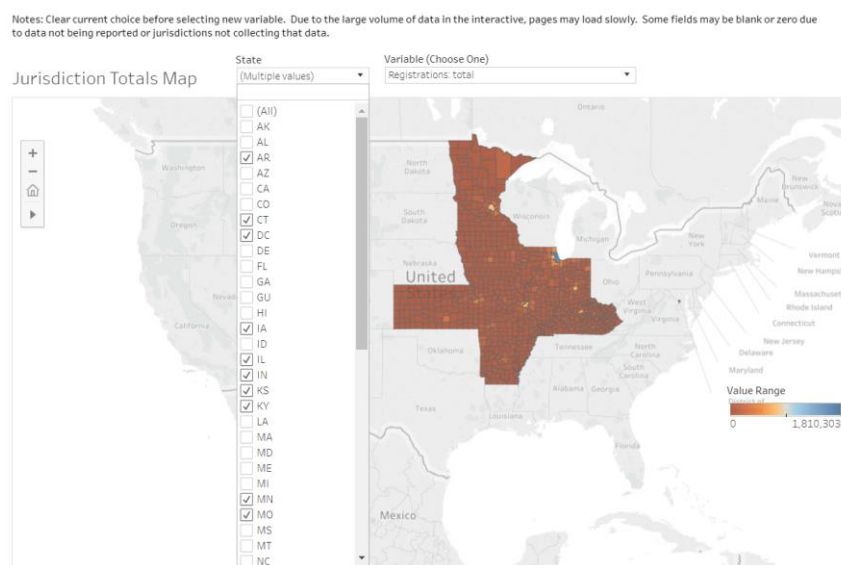 Notes: Clear current choice before selecting new variable. Due to the large volume of data in the interactive, pages may load slowly. Some fields may be blank or zero due
to data not being reported or jurisdictions not collecting that data.
State
Variable (Choose One)
Jurisdiction Totals Map
(Multiple values)
Registrations: total
(All)
AK
AL
AR
AZ
CA
CO
CT
DC
DE
FL
GA
GU
HI
IA
ID
IL
IN
KS
KY
LA
MA
MD
ME
MI
MN
MO
MS
MT
NC
Ontario
Washington
North
Dakota
New
Brunswick
Maine
Nova
Scoti
Oregon
South
Dakota
Wisconsin
Michigan
New
York
Vermont
Nebraska
United
States
Nevad
Ohio
Pennsylvania
New Hamps
Massachuset
Rhode Island
West
Virginia
Virginia
Connecticut
California
Oklahoma
Tennessee
North
Carolina
New Jersey
Delaware
South
Carolina
Maryland
Alabama
Georgia
Texas
Louisiana
Florida
Mexico
Value Range
District of
0
1,810,303